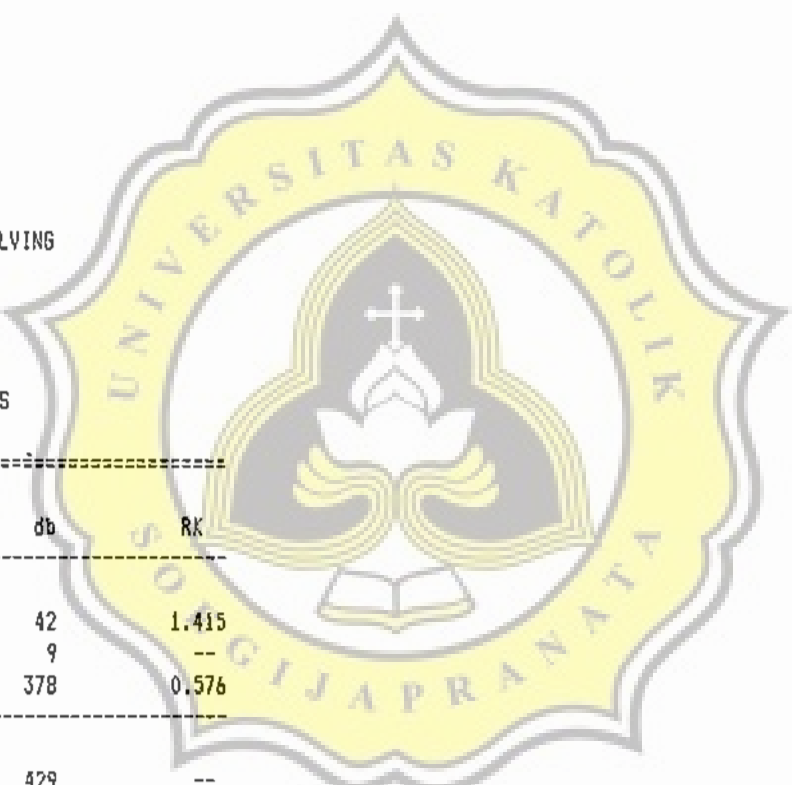 UNIVERSITAS KATOLIK
SOEGIJAPRANATA
LVING
S
=========================
db RK
-------------------------
42 1.415
9 --
378 0.576
-------------------------
429 --